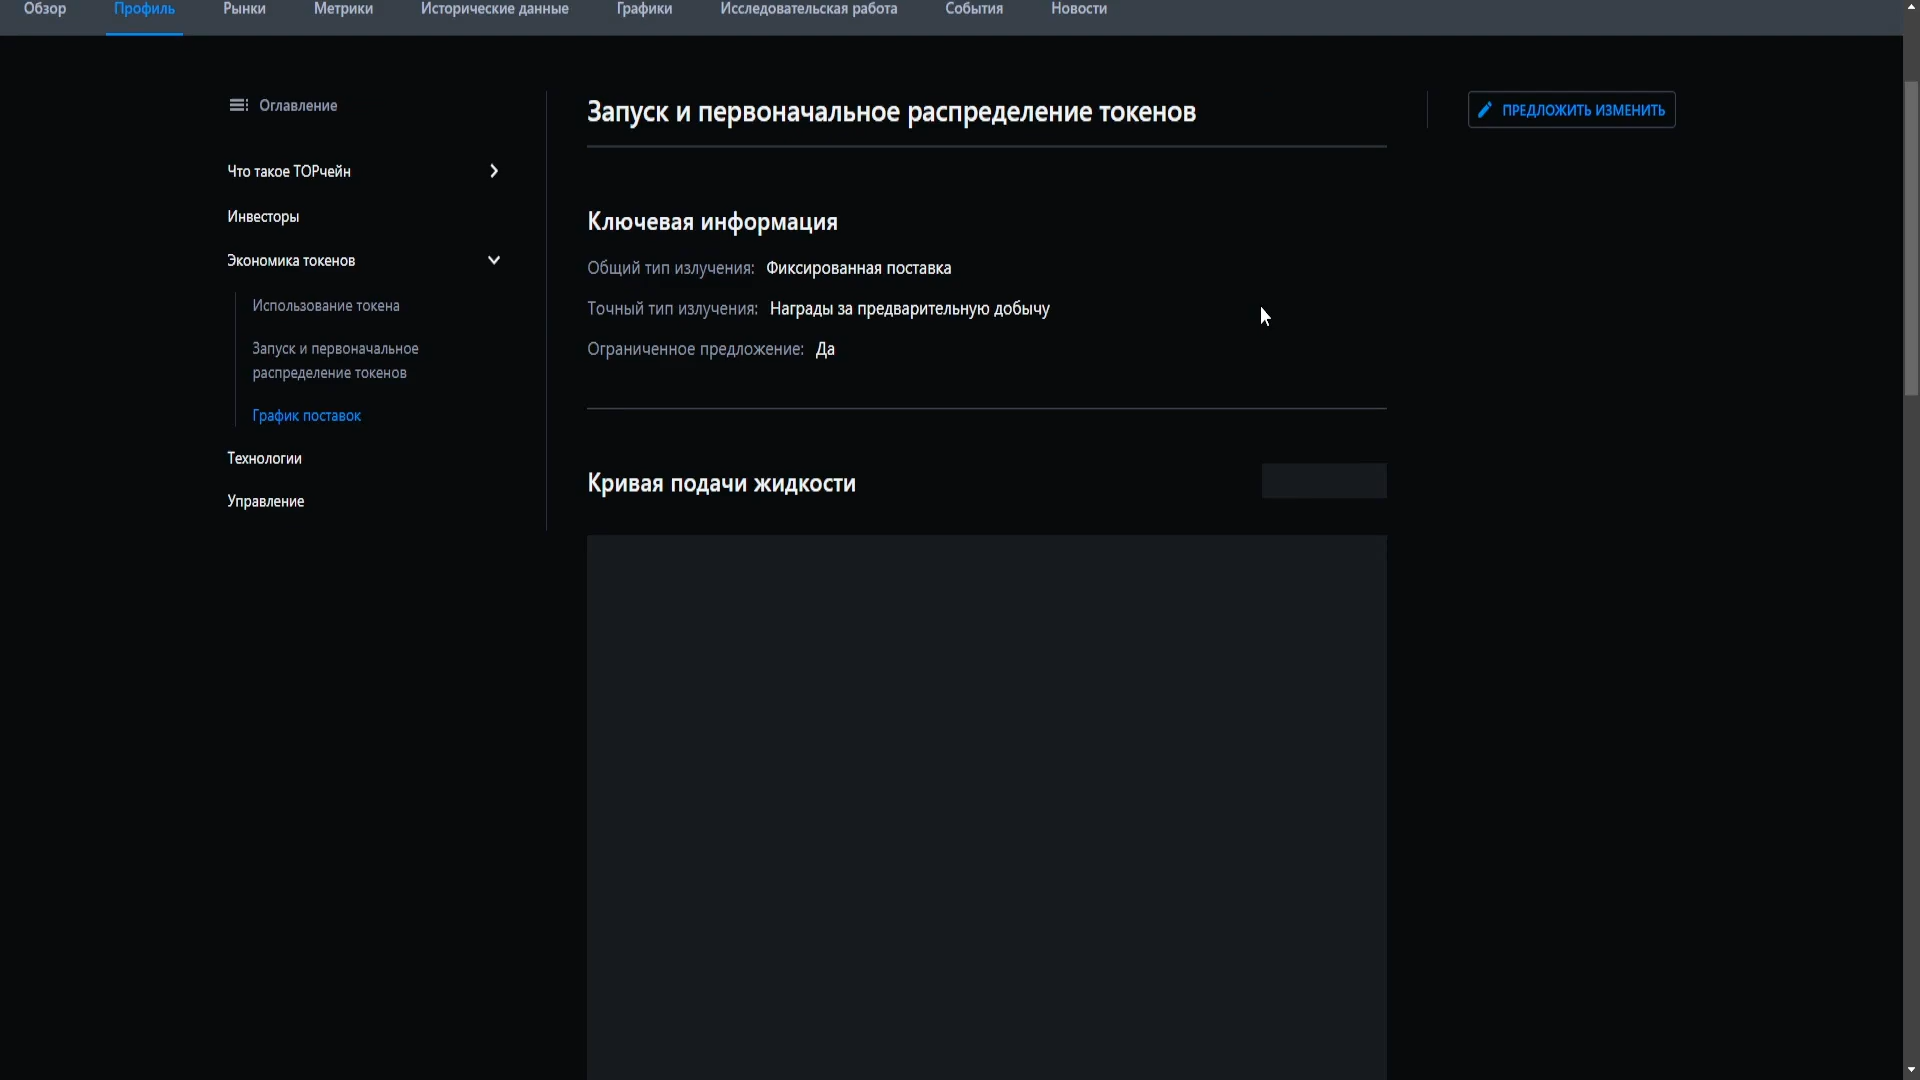 Обзор
Профиль
Рынки
Метрики
Исторические данные
Графики
Исследовательская работа
События
Новости
Оглавление
Что такое ТОРчейн
Инвесторы
Экономика токенов
Использование токена
Запуск и первоначальное
распределение токенов
График поставок
Технологии
Управление
Запуск и первоначальное распределение токенов
Ключевая информация
Общий тип излучения: Фиксированная поставка
Точный тип излучения: Награды за предварительную добычу
Ограниченное предложение: Да
Кривая подачи жидкости
ПРЕДЛОЖИТЬ ИЗМЕНИТЬ